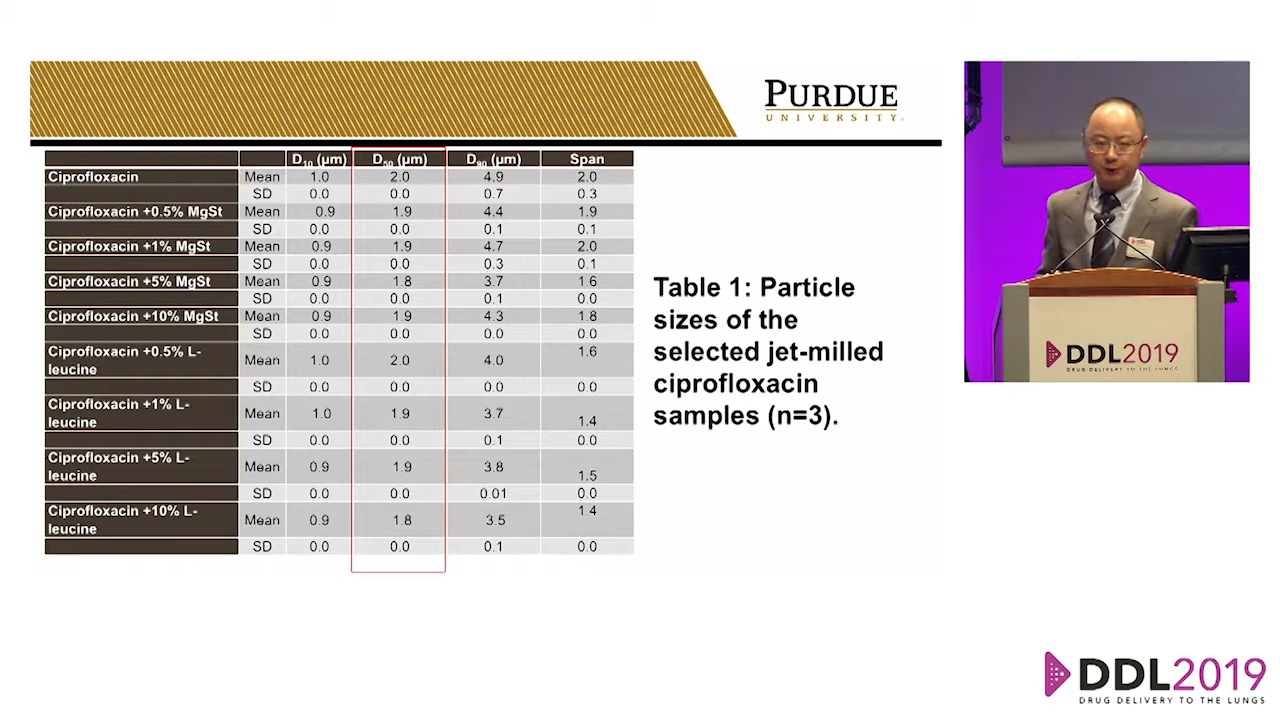 PURDUE
UNIVERSITY
D10 (µm) D50 (µm) D90 (µm) Span
Ciprofloxacin Mean 1.0 2.0 4.9 2.0
SD 0.0 0.0 0.7 0.3
Ciprofloxacin +0.5% MgSt Mean 0.9 1.9 4.4 1.9
SD 0.0 0.0 0.1 0.1
Ciprofloxacin +1% MgSt Mean 0.9 1.9 4.7 2.0
SD 0.0 0.0 0.3 0.1
Ciprofloxacin +5% MgSt Mean 0.9 1.8 3.7 1.6
SD 0.0 0.0 0.1 0.0
Ciprofloxacin +10% MgSt Mean 0.9 1.9 4.3 1.8
SD 0.0 0.0 0.0 0.0
Ciprofloxacin +0.5% L-
leucine Mean 1.0 2.0 4.0 1.6
SD 0.0 0.0 0.0 0.0
Ciprofloxacin +1% L-
leucine Mean 1.0 1.9 3.7 1.4
SD 0.0 0.0 0.1 0.0
Ciprofloxacin +5% L-
leucine Mean 0.9 1.9 3.8 1.5
SD 0.0 0.0 0.01 0.0
Ciprofloxacin +10% L-
leucine Mean 0.9 1.8 3.5 1.4
SD 0.0 0.0 0.1 0.0
Table 1: Particle
sizes of the
selected jet-milled
ciprofloxacin
samples (n=3).
DDL2019
DRUG DELIVERY TO THE LUNGS
DDL2019
DRUG DELIVERY TO THE LUNGS